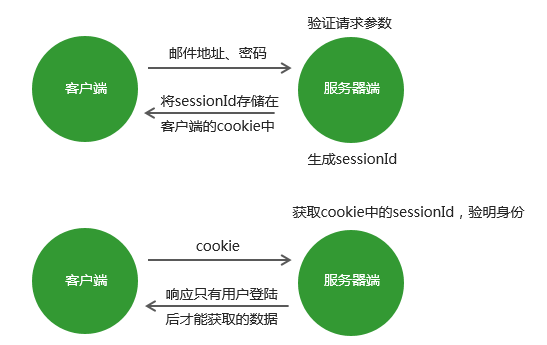 验证请求参数
邮件地址、密码
客户端
服务器端
将sessionId存储在
客户端的cookie中
生成sessionId
获取cookie中的sessionId，验明身份
cookie
客户端
服务器端
响应只有用户登陆
后才能获取的数据